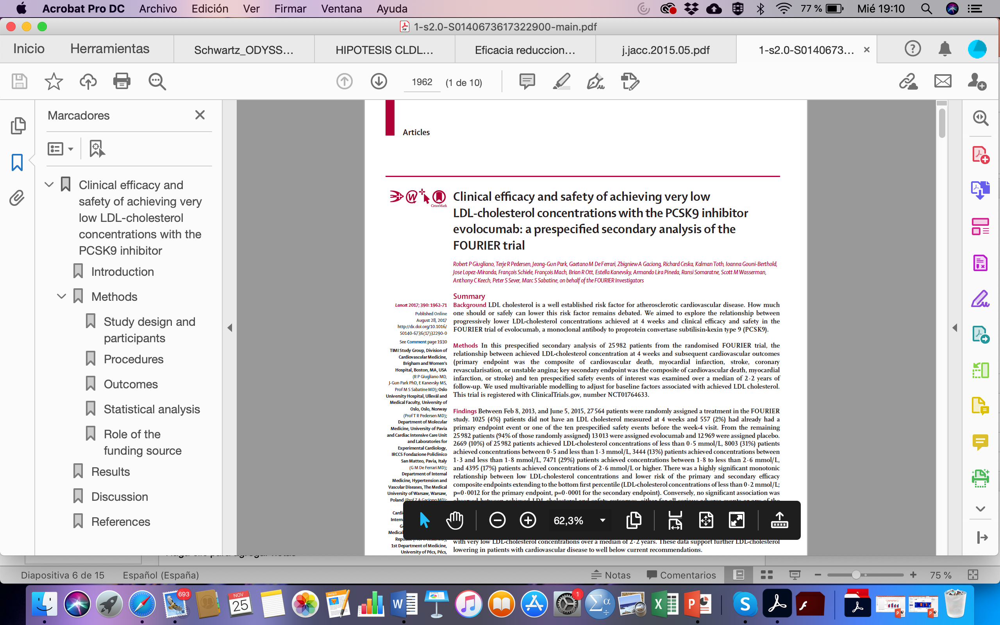 Acrobat Pro DC Archivo Edición Ver Firmar Ventana Ayuda 77 % Mié 19:10
1-s2.0-S0140673617322900-main.pdf
Inicio Herramientas Schwartz_ODYSS... HIPOTESIS CLDL... Eficacia reduccion... j.jacc.2015.05.pdf 1-s2.0-S0140673... ×
1962 (1 de 10)
Marcadores
Clinical efficacy and
safety of achieving very
low LDL-cholesterol
concentrations with the
PCSK9 inhibitor
Introduction
Methods
Study design and
participants
Procedures
Outcomes
Statistical analysis
Role of the
funding source
Results
Discussion
References
Articles
CrossMark
Clinical efficacy and safety of achieving very low
LDL-cholesterol concentrations with the PCSK9 inhibitor
evolocumab: a prespecified secondary analysis of the
FOURIER trial
Robert P Giugliano, Terje R Pedersen, Jeong-Gun Park, Gaetano M De Ferrari, Zbigniew A Gaciong, Richard Ceska, Kalman Toth, Ioanna Gouni-Berthold,
Jose Lopez-Miranda, François Schiele, François Mach, Brian R Ott, Estella Kanevsky, Armando Lira Pineda, Ransi Somaratne, Scott M Wasserman,
Anthony C Keech, Peter S Sever, Marc S Sabatine, on behalf of the FOURIER Investigators
Lancet 2017; 390: 1962–71
Published Online
August 28, 2017
http://dx.doi.org/10.1016/
S0140-6736(17)32290-0
See Comment page 1930
TIMI Study Group, Division of
Cardiovascular Medicine,
Brigham and Women's
Hospital, Boston, MA, USA
(R P Giugliano MD,
J-Gun Park PhD, E Kanevsky MS,
Prof M S Sabatine MD); Oslo
University Hospital, Ullevål and
Medical Faculty, University of
Oslo, Oslo, Norway
(Prof T R Pedersen MD);
Department of Molecular
Medicine, University of Pavia
and Cardiac Intensive Care Unit
and Laboratories for
Experimental Cardiology,
IRCCS Fondazione Policlinico
San Matteo, Pavia, Italy
(G M De Ferrari MD);
Department of Internal
Medicine, Hypertension and
Vascular Diseases, The Medical
University of Warsaw, Warsaw,
Poland (Prof Z A Gaciong MD);
1st Department of Medicine,
University of Pécs, Pécs,
Summary
Background LDL cholesterol is a well established risk factor for atherosclerotic cardiovascular disease. How much
one should or safely can lower this risk factor remains debated. We aimed to explore the relationship between
progressively lower LDL-cholesterol concentrations achieved at 4 weeks and clinical efficacy and safety in the
FOURIER trial of evolocumab, a monoclonal antibody to proprotein convertase subtilisin-kexin type 9 (PCSK9).
Methods In this prespecified secondary analysis of 25 982 patients from the randomised FOURIER trial, the
relationship between achieved LDL-cholesterol concentration at 4 weeks and subsequent cardiovascular outcomes
(primary endpoint was the composite of cardiovascular death, myocardial infarction, stroke, coronary
revascularisation, or unstable angina; key secondary endpoint was the composite of cardiovascular death, myocardial
infarction, or stroke) and ten prespecified safety events of interest was examined over a median of 2·2 years of
follow-up. We used multivariable modelling to adjust for baseline factors associated with achieved LDL cholesterol.
This trial is registered with ClinicalTrials.gov, number NCT01764633.
Findings Between Feb 8, 2013, and June 5, 2015, 27 564 patients were randomly assigned a treatment in the FOURIER
study. 1025 (4%) patients did not have an LDL cholesterol measured at 4 weeks and 557 (2%) had already had a
primary endpoint event or one of the ten prespecified safety events before the week-4 visit. From the remaining
25 982 patients (94% of those randomly assigned) 13 013 were assigned evolocumab and 12 969 were assigned placebo.
2669 (10%) of 25 982 patients achieved LDL-cholesterol concentrations of less than 0·5 mmol/L, 8003 (31%) patients
achieved concentrations between 0·5 and less than 1·3 mmol/L, 3444 (13%) patients achieved concentrations between
1·3 and less than 1·8 mmol/L, 7471 (29%) patients achieved concentrations between 1·8 to less than 2·6 mmol/L,
and 4395 (17%) patients achieved concentrations of 2·6 mmol/L or higher. There was a highly significant monotonic
relationship between low LDL-cholesterol concentrations and lower risk of the primary and secondary efficacy
composite endpoints extending to the bottom first percentile (LDL-cholesterol concentrations of less than 0·2 mmol/L;
p=0·0012 for the primary endpoint, p=0·0001 for the secondary endpoint). Conversely, no significant association was
observed between achieved LDL cholesterol and safety outcomes, either for all serious adverse events or any of the
62,3%
with very low LDL-cholesterol concentrations over a median of 2·2 years. These data support further LDL-cholesterol
lowering in patients with cardiovascular disease to well below current recommendations.
Diapositiva 6 de 15 Español (España) Notas Comentarios 75 %
693
NOV
25
PAGES
1